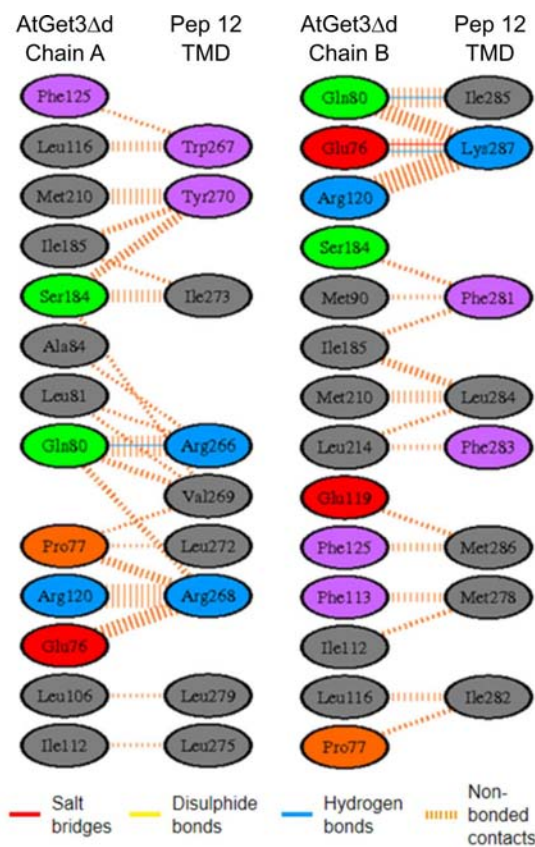 AtGet3Δd Pep 12 AtGet3Δd Pep 12
Chain A TMD Chain B TMD
Phe125 Gln80 Ile285
Leu116 Trp267 Glu76 Lys287
Met210 Tyr270 Arg120
Ile185 Ser184
Ser184 Ile273 Met90 Phe281
Ala84 Ile185
Leu81 Met210 Leu284
Gln80 Arg266 Leu214 Phe283
Val269 Glu119
Pro77 Leu272 Phe125 Met286
Arg120 Arg268 Phe113 Met278
Glu76 Ile112
Leu106 Leu279 Leu116 Ile282
Ile112 Leu275 Pro77
Salt bridges
Disulphide bonds
Hydrogen bonds
Non-bonded contacts